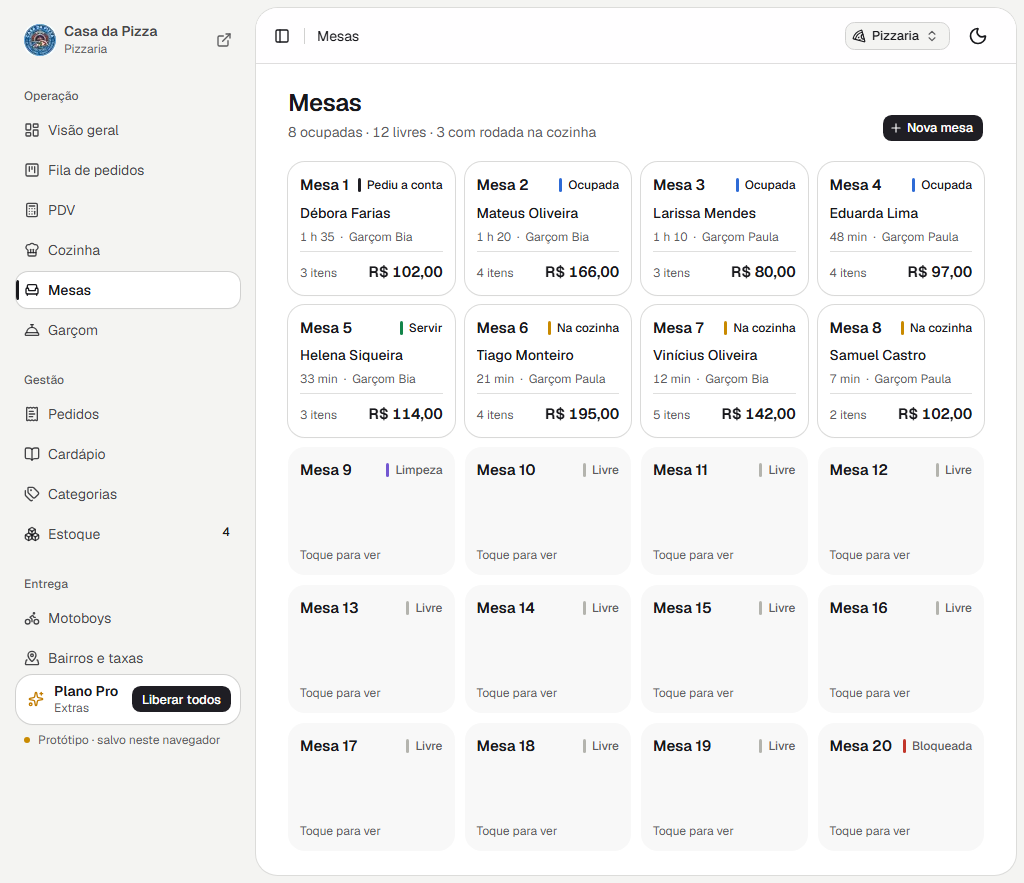 Casa da Pizza
Pizzaria
Operação
Visão geral
Fila de pedidos
PDV
Cozinha
Mesas
Garçom
Gestão
Pedidos
Cardápio
Categorias
Estoque 4
Entrega
Motoboys
Bairros e taxas
Plano Pro
Extras
Liberar todos
Protótipo · salvo neste navegador
Mesas
Pizzaria
Mesas
8 ocupadas · 12 livres · 3 com rodada na cozinha
+ Nova mesa
Mesa 1 Pediu a conta
Débora Farias
1 h 35 · Garçom Bia
3 itens R$ 102,00
Mesa 2 Ocupada
Mateus Oliveira
1 h 20 · Garçom Bia
4 itens R$ 166,00
Mesa 3 Ocupada
Larissa Mendes
1 h 10 · Garçom Paula
3 itens R$ 80,00
Mesa 4 Ocupada
Eduarda Lima
48 min · Garçom Paula
4 itens R$ 97,00
Mesa 5 Servir
Helena Siqueira
33 min · Garçom Bia
3 itens R$ 114,00
Mesa 6 Na cozinha
Tiago Monteiro
21 min · Garçom Paula
4 itens R$ 195,00
Mesa 7 Na cozinha
Vinícius Oliveira
12 min · Garçom Bia
5 itens R$ 142,00
Mesa 8 Na cozinha
Samuel Castro
7 min · Garçom Paula
2 itens R$ 102,00
Mesa 9 Limpeza
Toque para ver
Mesa 10 Livre
Toque para ver
Mesa 11 Livre
Toque para ver
Mesa 12 Livre
Toque para ver
Mesa 13 Livre
Toque para ver
Mesa 14 Livre
Toque para ver
Mesa 15 Livre
Toque para ver
Mesa 16 Livre
Toque para ver
Mesa 17 Livre
Toque para ver
Mesa 18 Livre
Toque para ver
Mesa 19 Livre
Toque para ver
Mesa 20 Bloqueada
Toque para ver